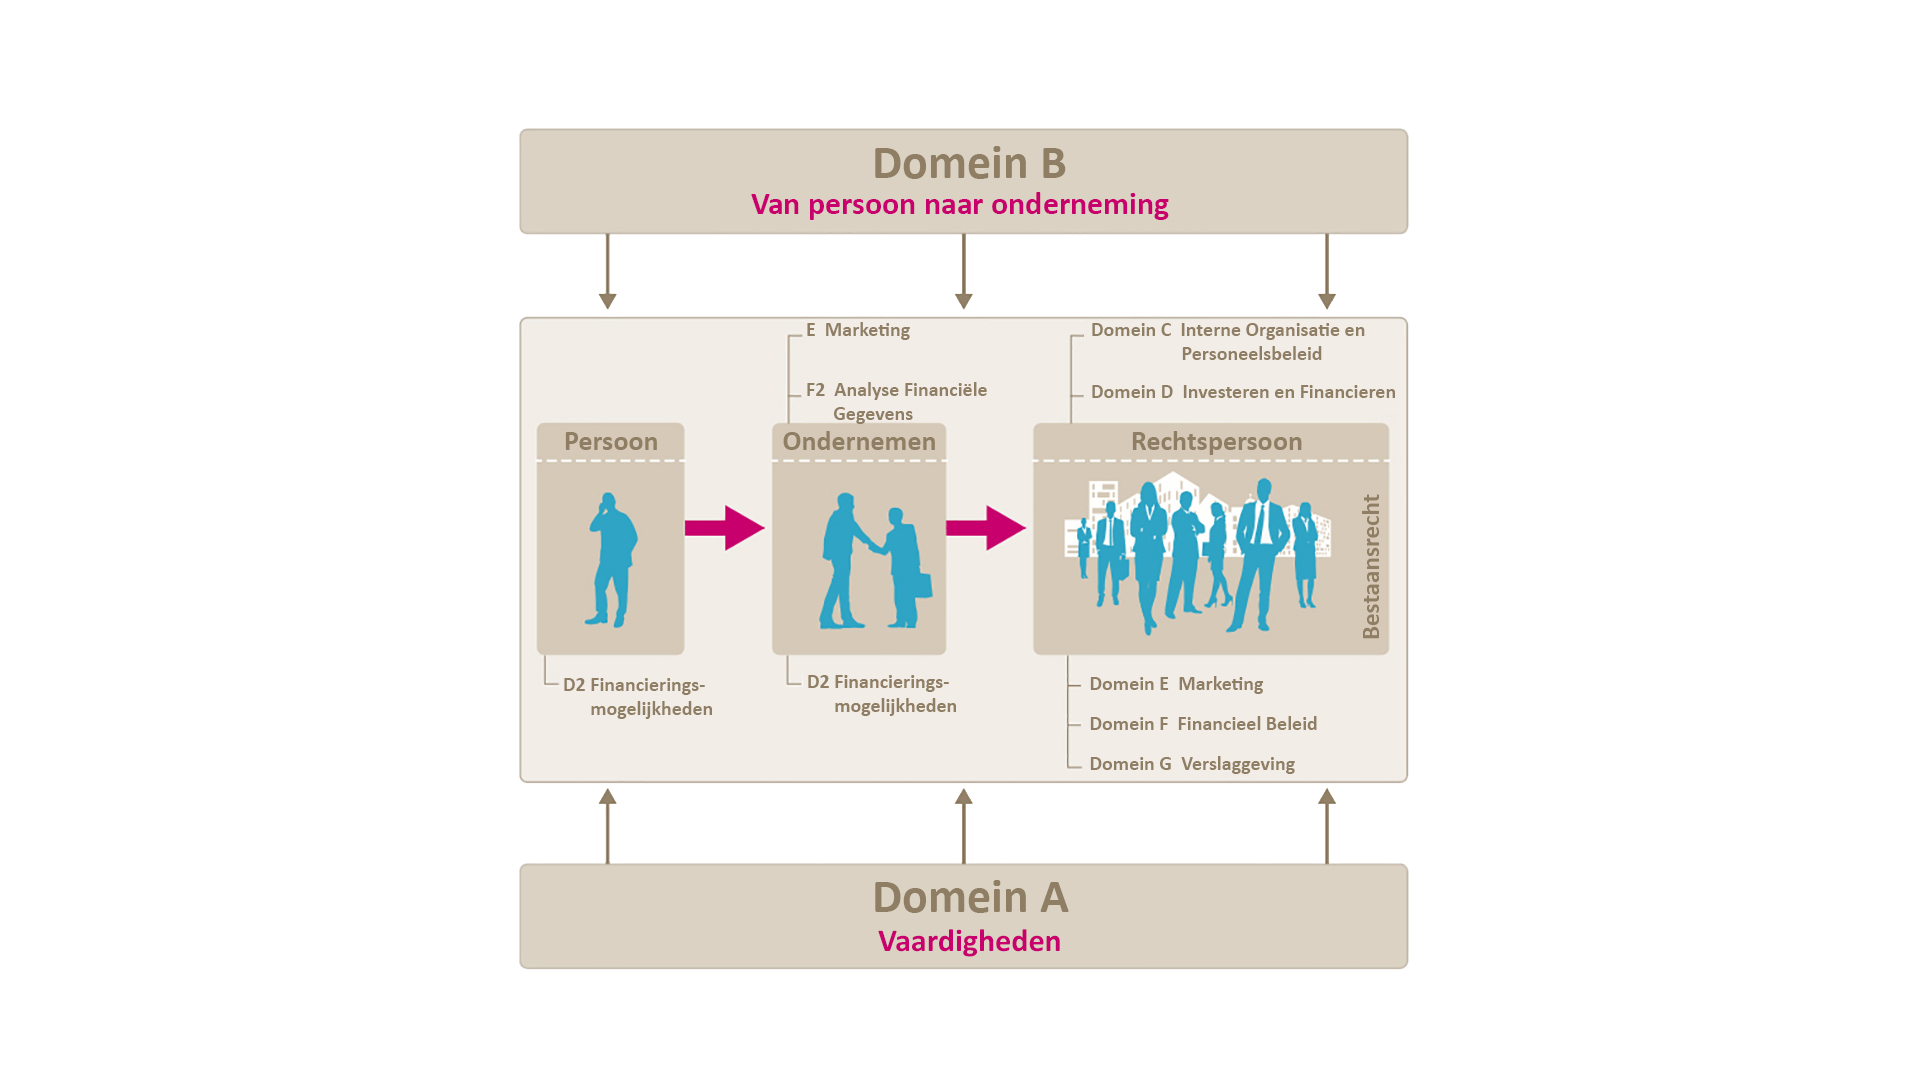 Domein B
Van persoon naar onderneming
E Marketing
F2 Analyse Financiële
Gegevens
Domein C Interne Organisatie en
Personeelsbeleid
Domein D Investeren en Financieren
Persoon
Ondernemen
Rechtspersoon
Bestaansrecht
D2 Financierings-
mogelijkheden
D2 Financierings-
mogelijkheden
Domein E Marketing
Domein F Financieel Beleid
Domein G Verslaggeving
Domein A
Vaardigheden